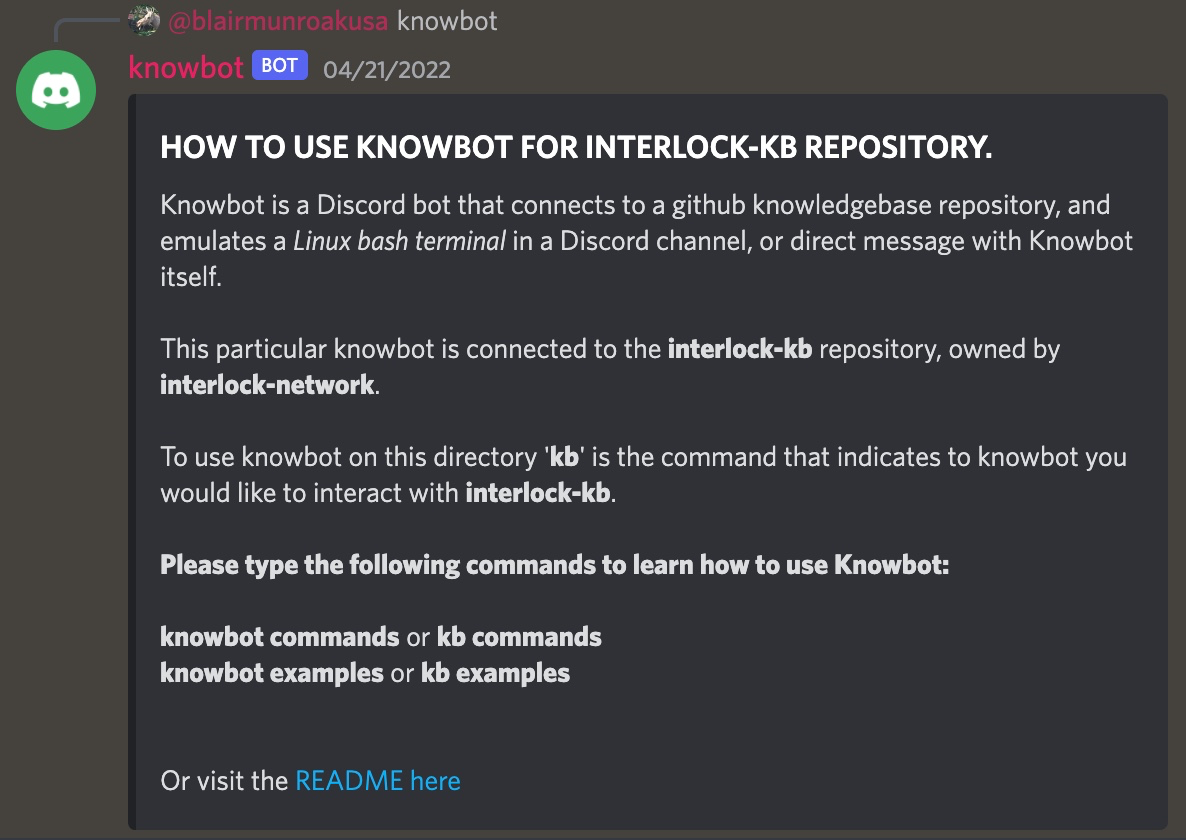 @blairmunroakusa knowbot
knowbot BOT 04/21/2022
HOW TO USE KNOWBOT FOR INTERLOCK-KB REPOSITORY.
Knowbot is a Discord bot that connects to a github knowledgebase repository, and
emulates a Linux bash terminal in a Discord channel, or direct message with Knowbot
itself.
This particular knowbot is connected to the interlock-kb repository, owned by
interlock-network.
To use knowbot on this directory 'kb' is the command that indicates to knowbot you
would like to interact with interlock-kb.
Please type the following commands to learn how to use Knowbot:
knowbot commands or kb commands
knowbot examples or kb examples
Or visit the README here